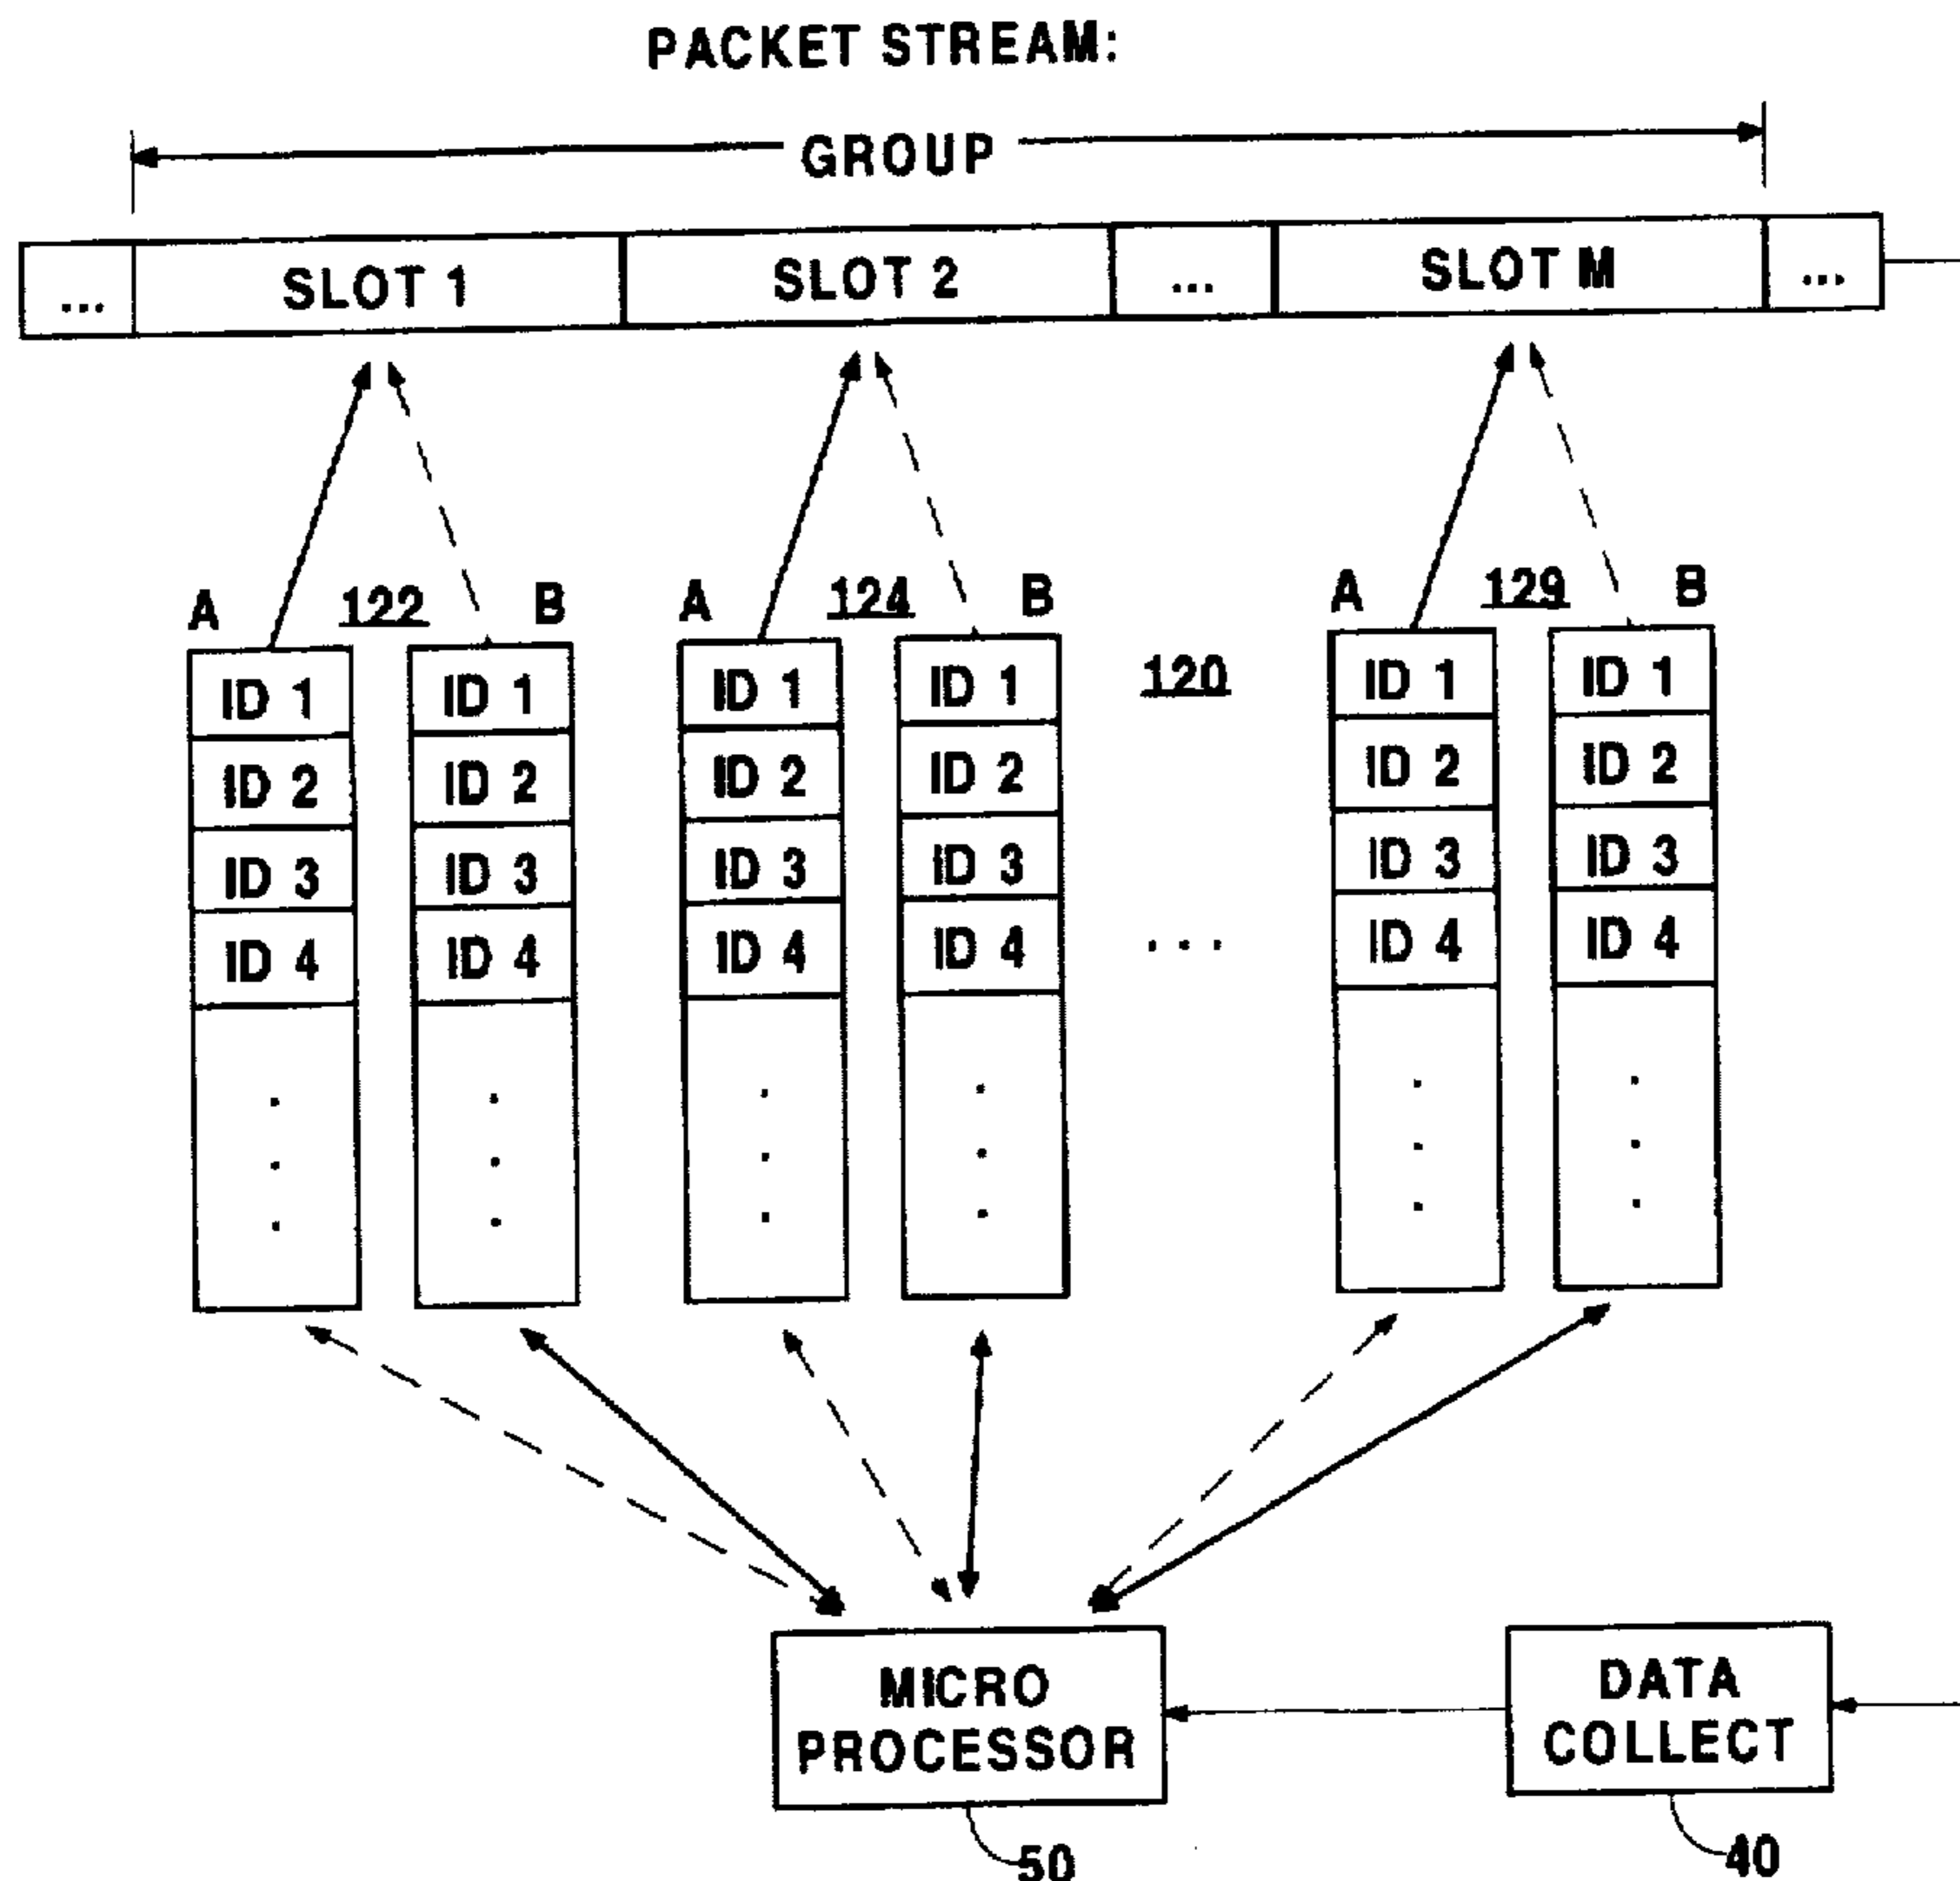 PACKET STREAM:
GROUP
... SLOT 1 SLOT 2 ... SLOT M ...
A 122 B A 124 B 120 A 129 B
ID 1 ID 1 ID 1 ID 1 ID 1 ID 1
ID 2 ID 2 ID 2 ID 2 ID 2 ID 2
ID 3 ID 3 ID 3 ID 3 ID 3 ID 3
ID 4 ID 4 ID 4 ID 4 ... ID 4 ID 4
MICRO
PROCESSOR
50
DATA
COLLECT
40